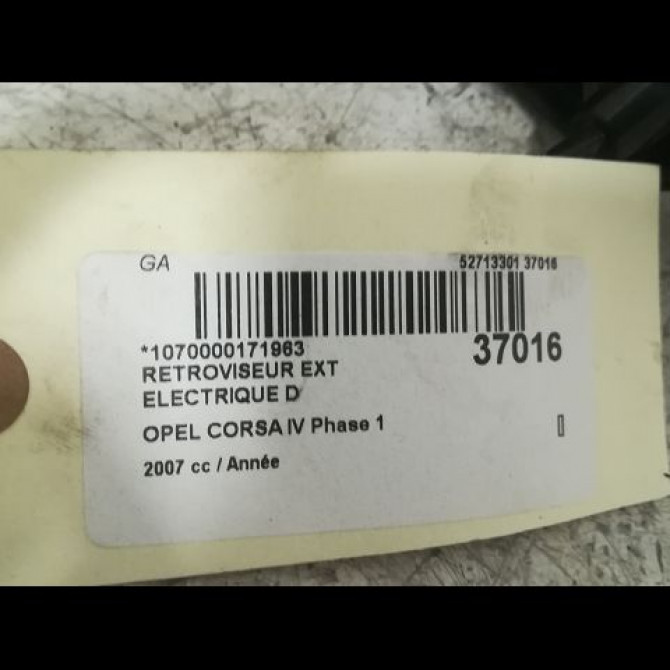 GA 52713301 37016
*1070000171963 37016
RETROVISEUR EXT
ELECTRIQUE D
OPEL CORSA IV Phase 1
2007 cc / Année